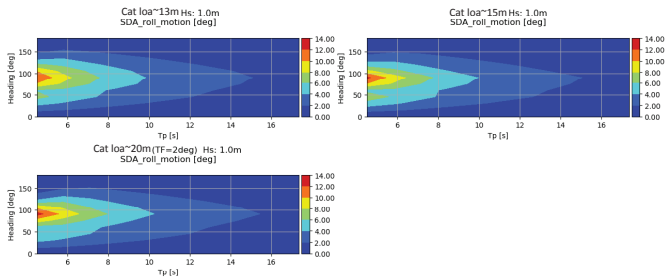 Cat loa~13m Hs: 1.0m
SDA_roll_motion [deg]
Heading [deg]
150
100
50
0
6 8 10 12 14 16
Tp [s]
14.00
12.00
10.00
8.00
6.00
4.00
2.00
0.00
Cat loa~15m Hs: 1.0m
SDA_roll_motion [deg]
Heading [deg]
150
100
50
0
6 8 10 12 14 16
Tp [s]
14.00
12.00
10.00
8.00
6.00
4.00
2.00
0.00
Cat loa~20m (TF=2deg) Hs: 1.0m
SDA_roll_motion [deg]
Heading [deg]
150
100
50
0
6 8 10 12 14 16
Tp [s]
14.00
12.00
10.00
8.00
6.00
4.00
2.00
0.00